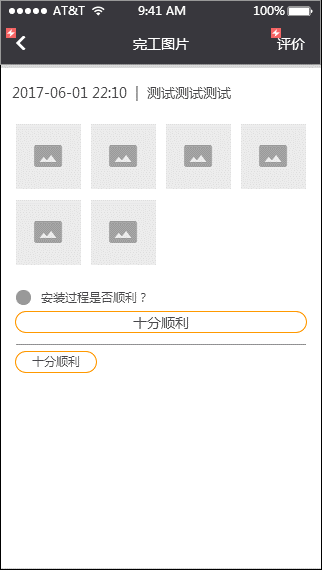 AT&T 9:41 AM 100%
完工图片 评价
2017-06-01 22:10 | 测试测试测试
安装过程是否顺利？
十分顺利
十分顺利